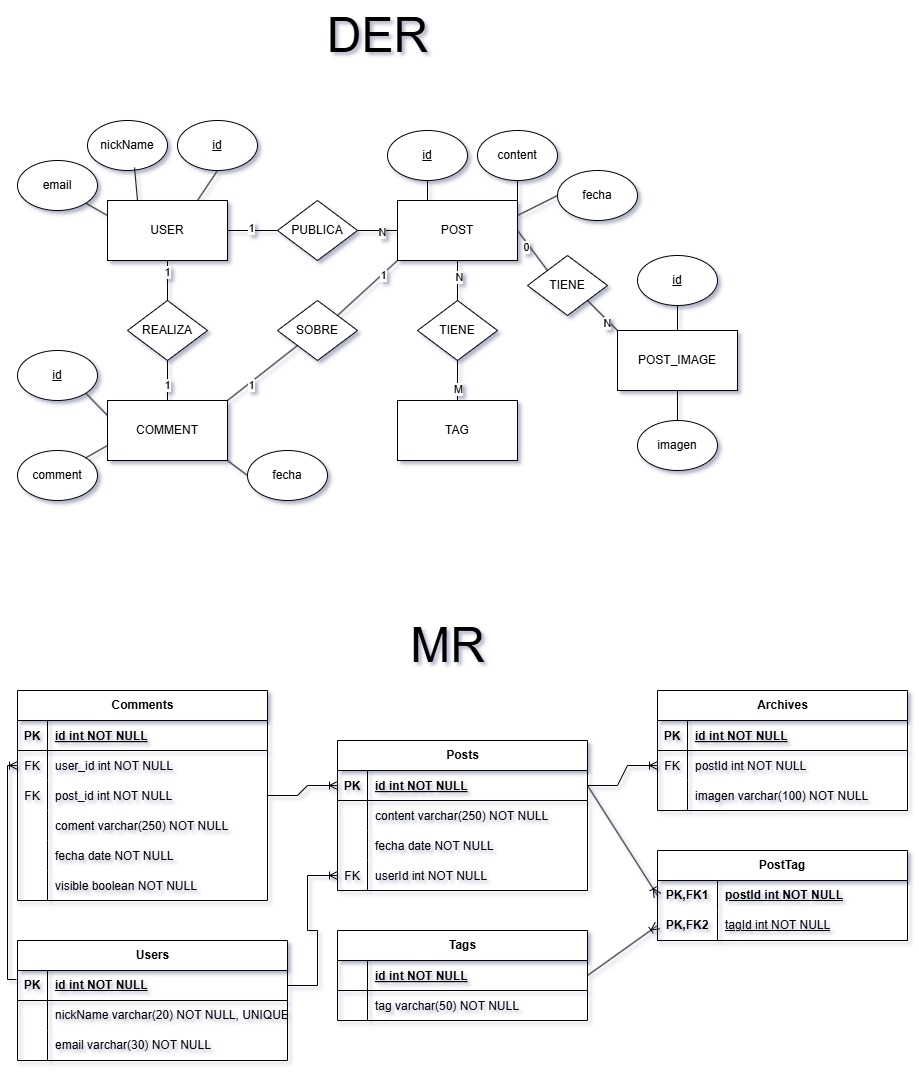 DER
nickName
id
email
USER
1
PUBLICA
N
id
content
fecha
POST
0
TIENE
N
id
POST_IMAGE
imagen
1
REALIZA
1
SOBRE
1
1
N
TIENE
M
TAG
id
COMMENT
comment
fecha
MR
Comments
PK id int NOT NULL
FK user_id int NOT NULL
FK post_id int NOT NULL
coment varchar(250) NOT NULL
fecha date NOT NULL
visible boolean NOT NULL
Posts
PK id int NOT NULL
content varchar(250) NOT NULL
fecha date NOT NULL
FK userId int NOT NULL
Archives
PK id int NOT NULL
FK postId int NOT NULL
imagen varchar(100) NOT NULL
PostTag
PK,FK1 postId int NOT NULL
PK,FK2 tagId int NOT NULL
Users
PK id int NOT NULL
nickName varchar(20) NOT NULL, UNIQUE
email varchar(30) NOT NULL
Tags
id int NOT NULL
tag varchar(50) NOT NULL